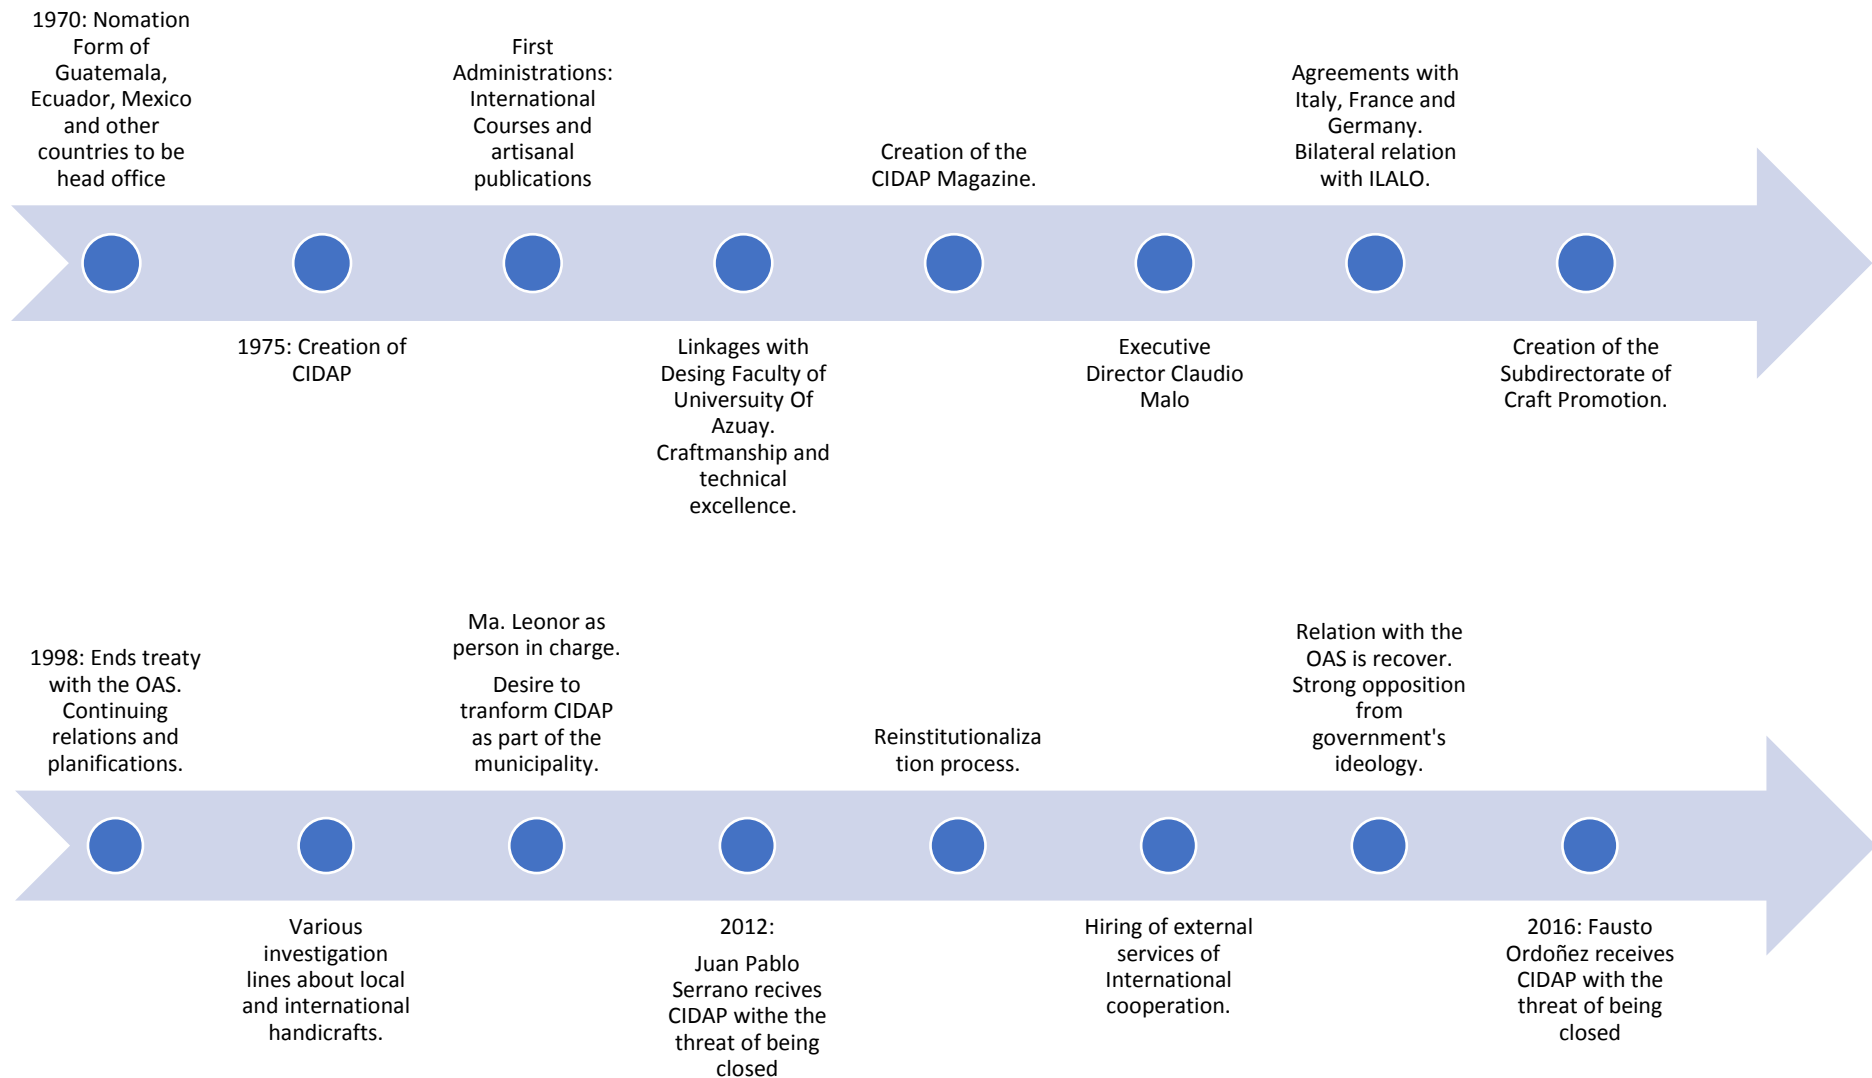 1970: Nomation
Form of
Guatemala,
Ecuador, Mexico
and other
countries to be
head office
1975: Creation of
CIDAP
First
Administrations:
International
Courses and
artisanal
publications
Linkages with
Desing Faculty of
Universuity Of
Azuay.
Craftmanship and
technical
excellence.
Creation of the
CIDAP Magazine.
Executive
Director Claudio
Malo
Agreements with
Italy, France and
Germany.
Bilateral relation
with ILALO.
Creation of the
Subdirectorate of
Craft Promotion.
1998: Ends treaty
with the OAS.
Continuing
relations and
planifications.
Various
investigation
lines about local
and international
handicrafts.
Ma. Leonor as
person in charge.
Desire to
tranform CIDAP
as part of the
municipality.
2012:
Juan Pablo
Serrano recives
CIDAP withe the
threat of being
closed
Reinstitutionaliza
tion process.
Hiring of external
services of
International
cooperation.
Relation with the
OAS is recover.
Strong opposition
from
government's
ideology.
2016: Fausto
Ordoñez receives
CIDAP with the
threat of being
closed